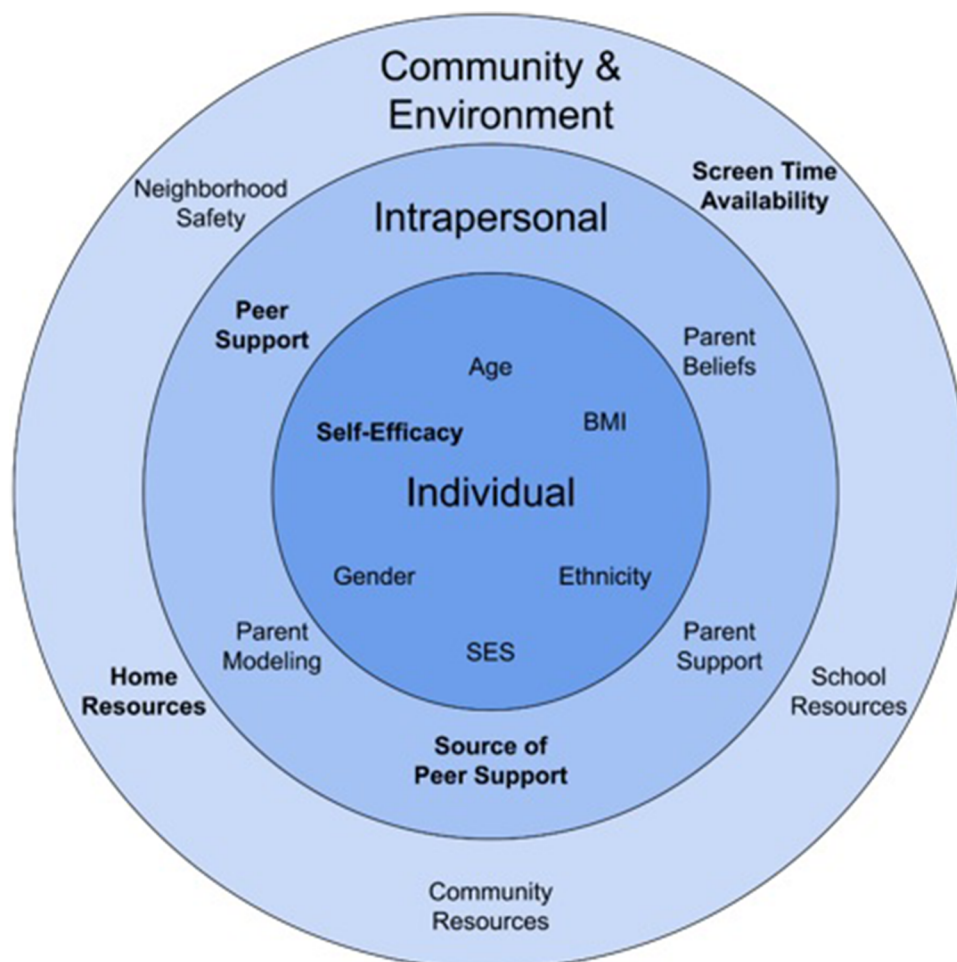 Community &
Environment
Neighborhood
Safety
Screen Time
Availability
Intrapersonal
Peer
Support
Parent
Beliefs
Age
Self-Efficacy
BMI
Individual
Gender
Ethnicity
Parent
Modeling
SES
Parent
Support
Home
Resources
School
Resources
Source of
Peer Support
Community
Resources